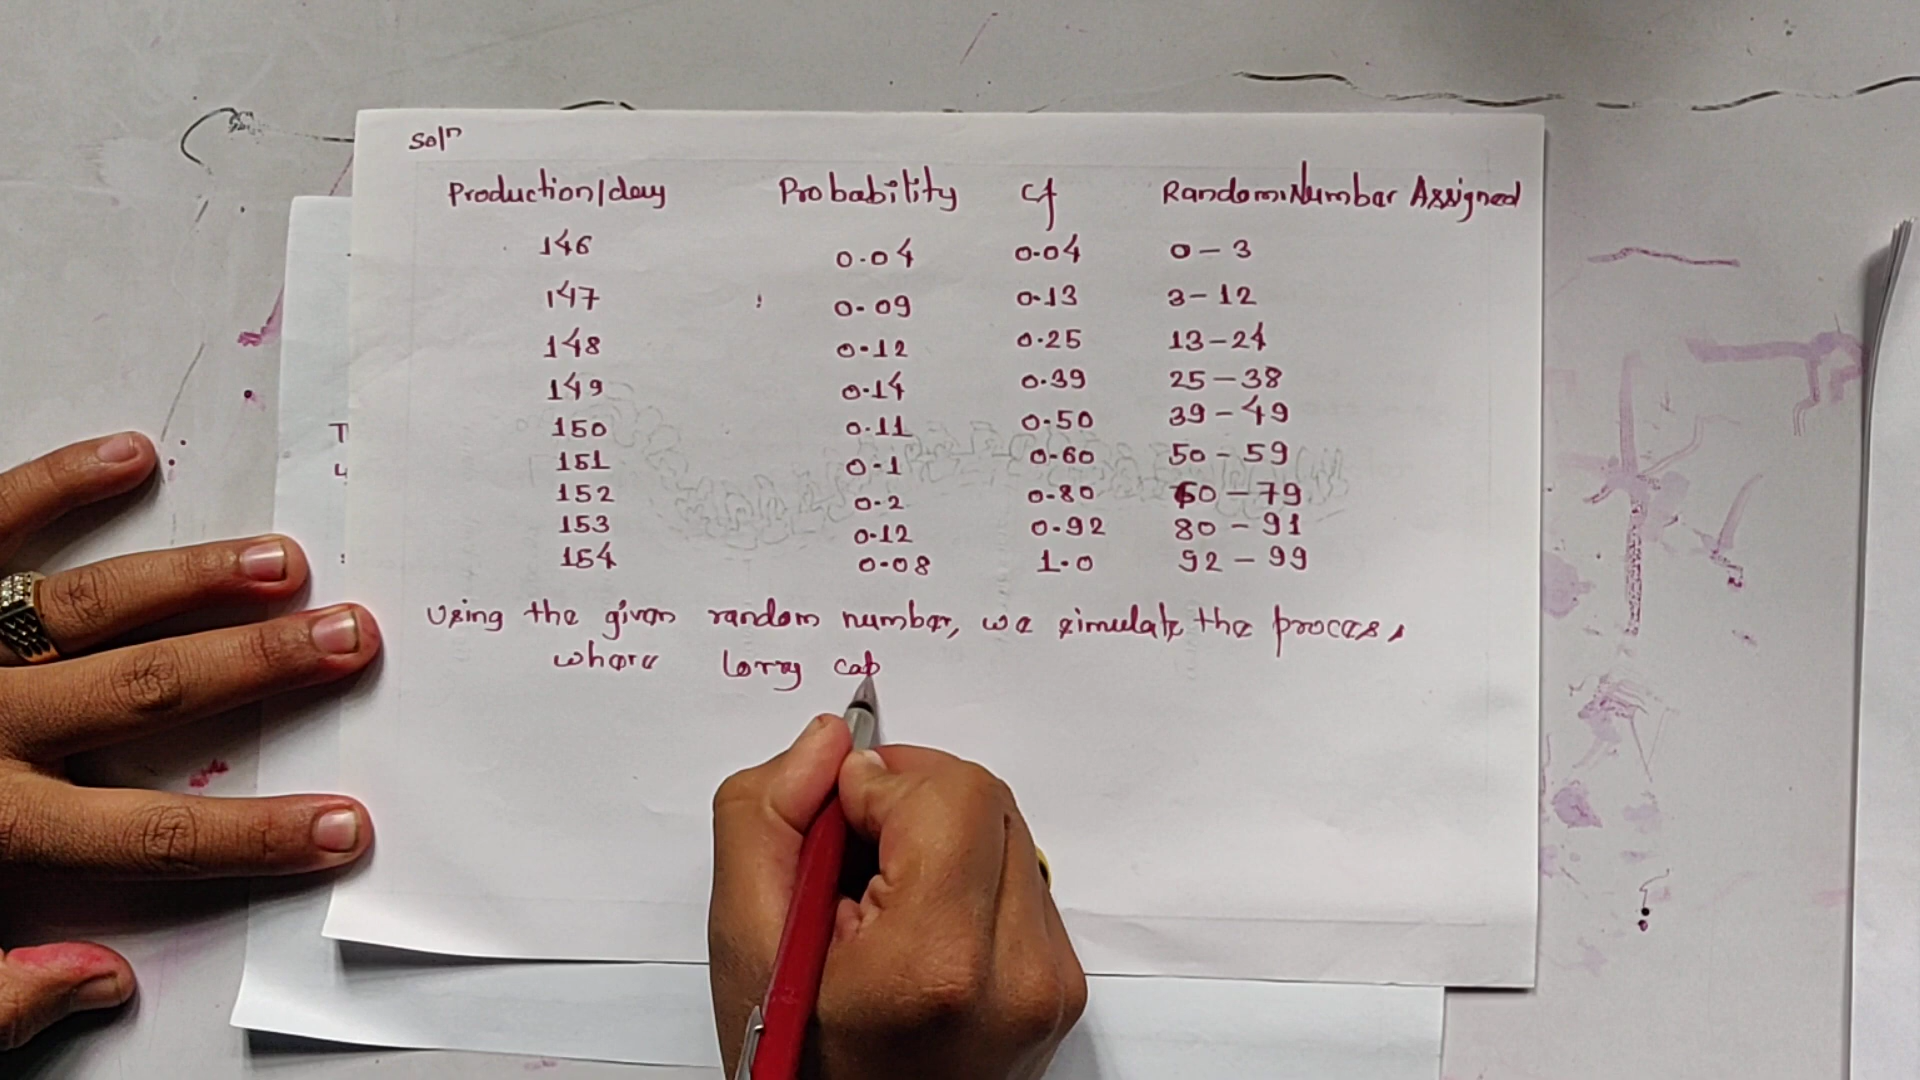 Solⁿ
Production/day Probability cf Random Number Assigned
146 0.04 0.04 0-3
147 0.09 0.13 3-12
148 0.12 0.25 13-24
149 0.14 0.39 25-38
150 0.11 0.50 39-49
151 0.1 0.60 50-59
152 0.2 0.80 60-79
153 0.12 0.92 80-91
154 0.08 1.0 92-99
Using the given random number, we simulate the process,
where lorry cap